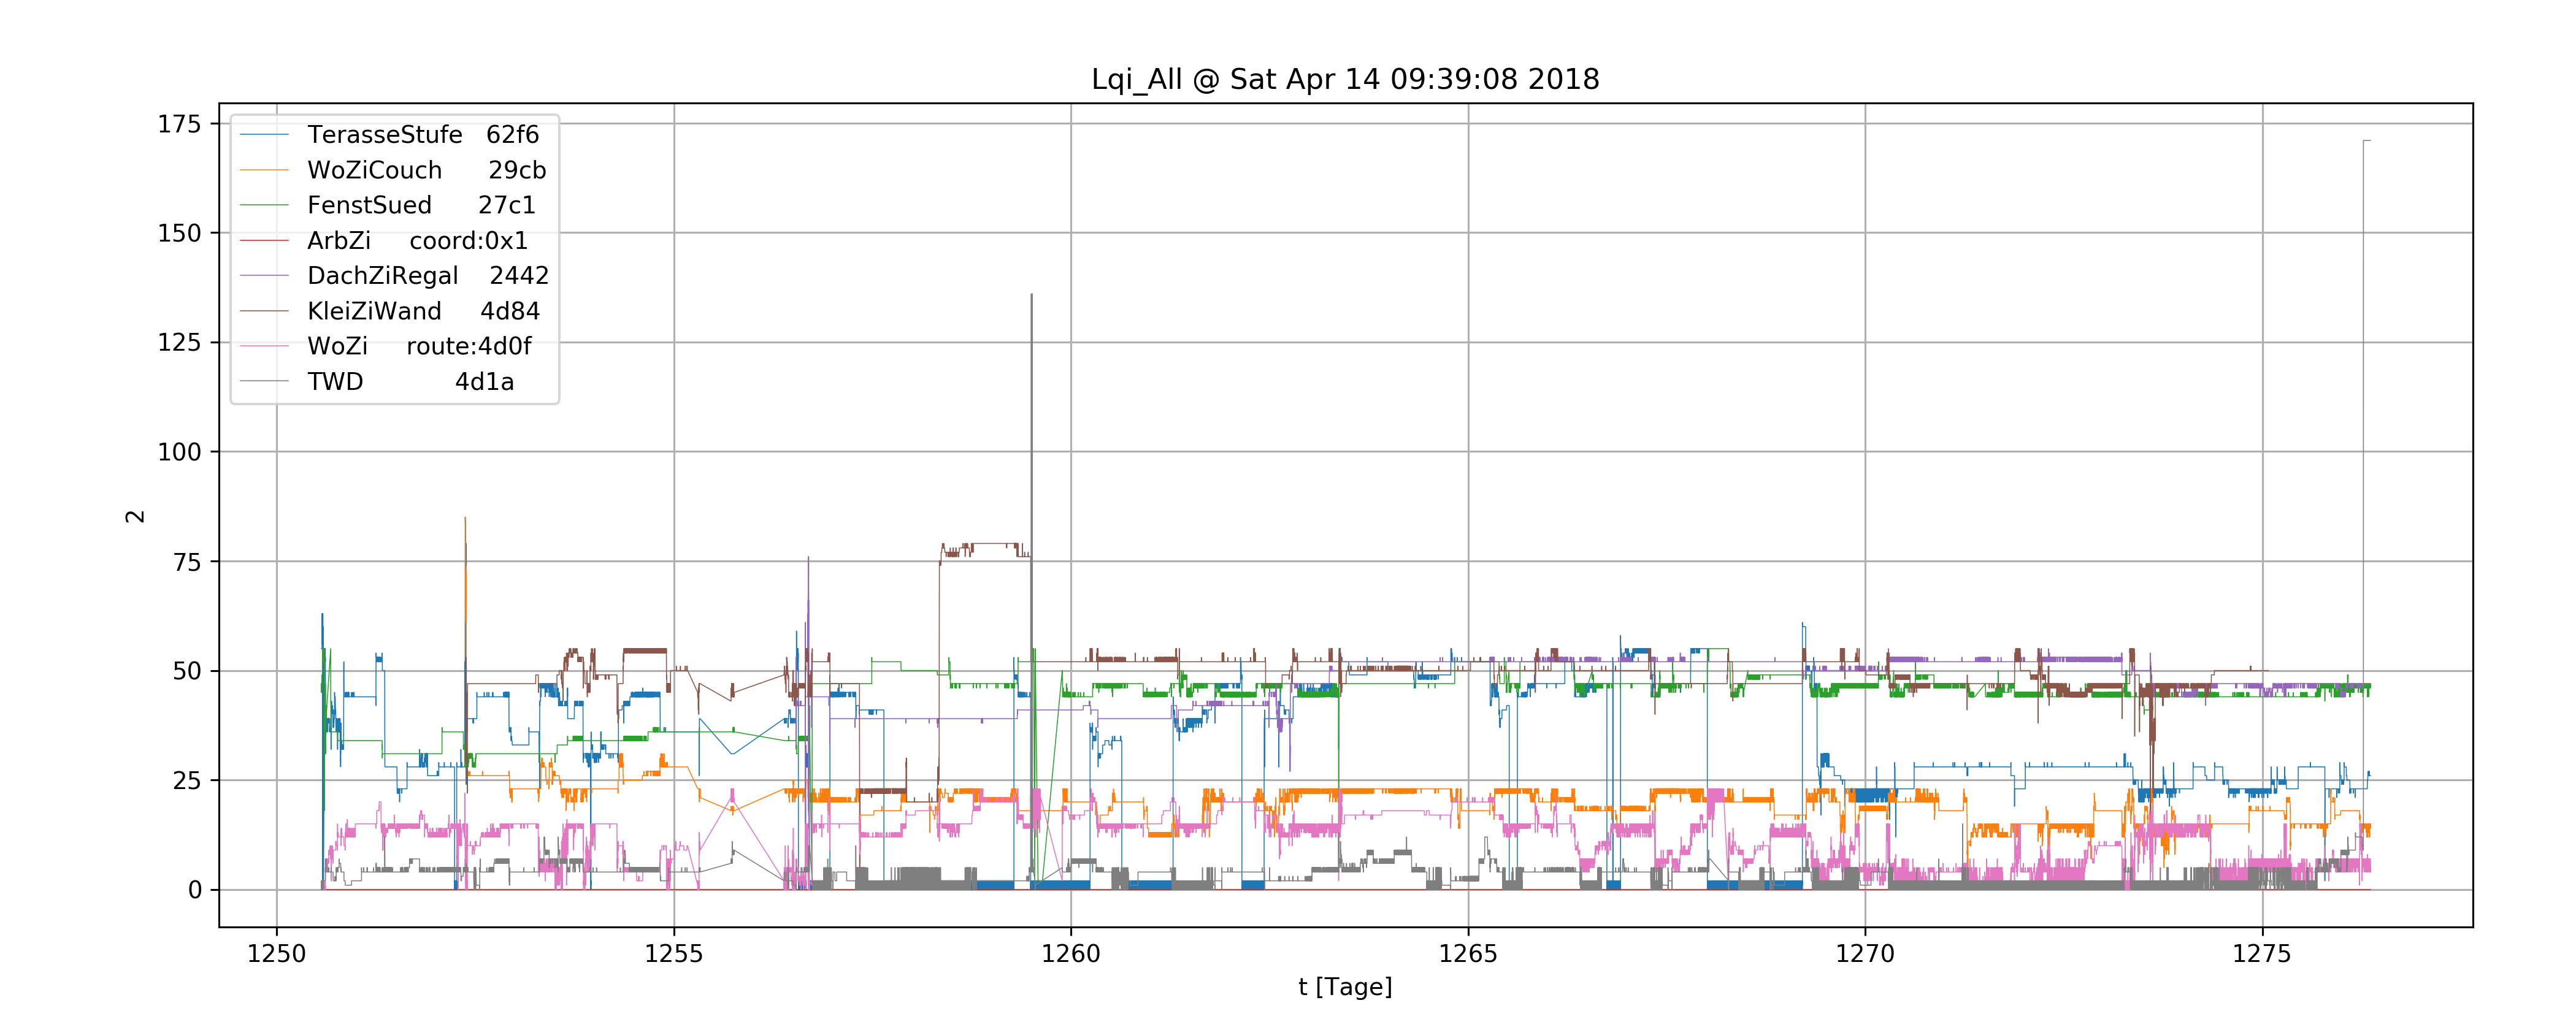 Lqi_All @ Sat Apr 14 09:39:08 2018
175
150
125
100
75
50
25
0
2
TerasseStufe 62f6
WoZiCouch 29cb
FenstSued 27c1
ArbZi coord:0x1
DachZiRegal 2442
KleiZiWand 4d84
WoZi route:4d0f
TWD 4d1a
1250 1255 1260 1265 1270 1275
t [Tage]